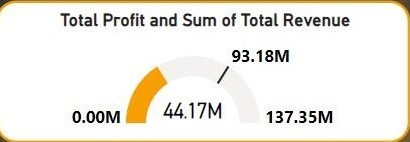 Total Profit and Sum of Total Revenue
93.18M
0.00M
44.17M
137.35M